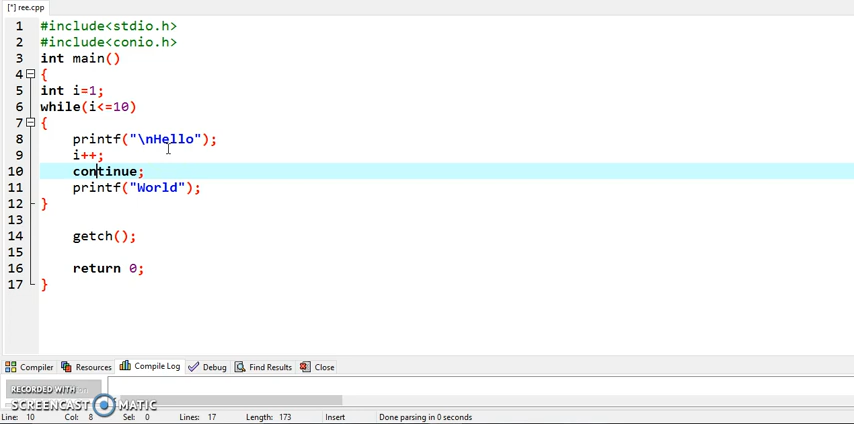 [*] ree.cpp
1 #include<stdio.h>
2 #include<conio.h>
3 int main()
4 {
5 int i=1;
6 while(i<=10)
7 {
8 printf("\nHello");
9 i++;
10 continue;
11 printf("World");
12 }
13
14 getch();
15
16 return 0;
17 }
Compiler Resources Compile Log Debug Find Results Close
RECORDED WITH
SCREENCAST MATIC
Line: 10 Col: 8 Sel: 0 Lines: 17 Length: 173 Insert Done parsing in 0 seconds